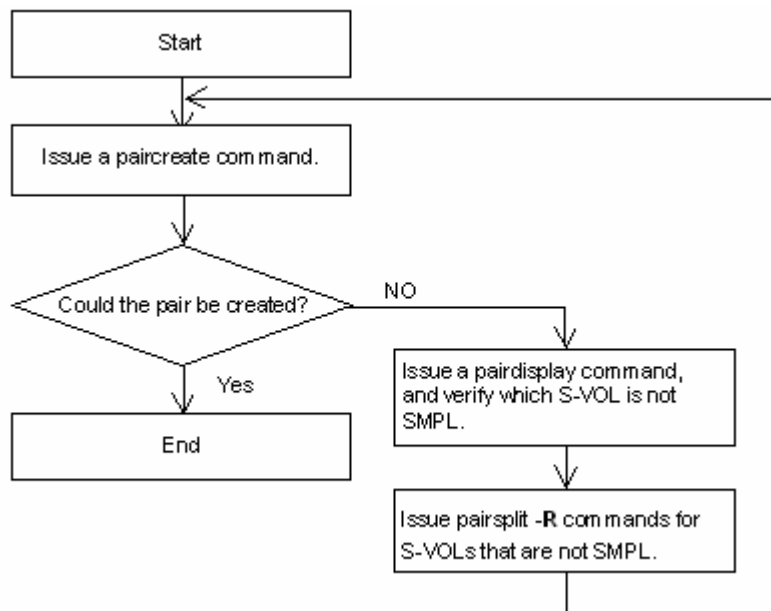 Start
Issue a paircreate command.
Could the pair be created?
NO
Yes
End
Issue a pairdisplay command,
and verify which S-VOL is not
SMPL.
Issue pairsplit -R commands for
S-VOLs that are not SMPL.